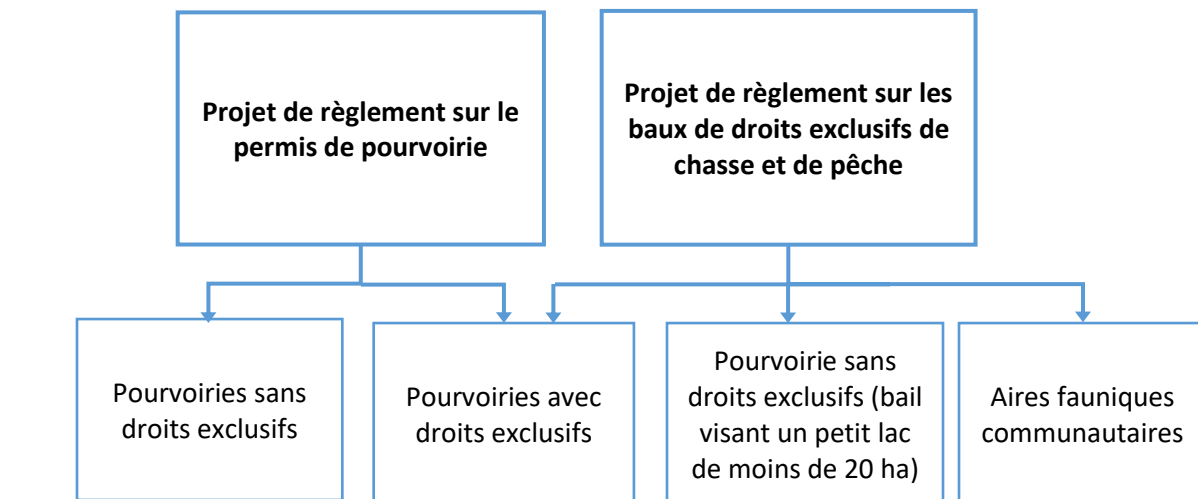 Projet de règlement sur le
permis de pourvoirie
Projet de règlement sur les
baux de droits exclusifs de
chasse et de pêche
Pourvoiries sans
droits exclusifs
Pourvoiries avec
droits exclusifs
Pourvoirie sans
droits exclusifs (bail
visant un petit lac
de moins de 20 ha)
Aires fauniques
communautaires